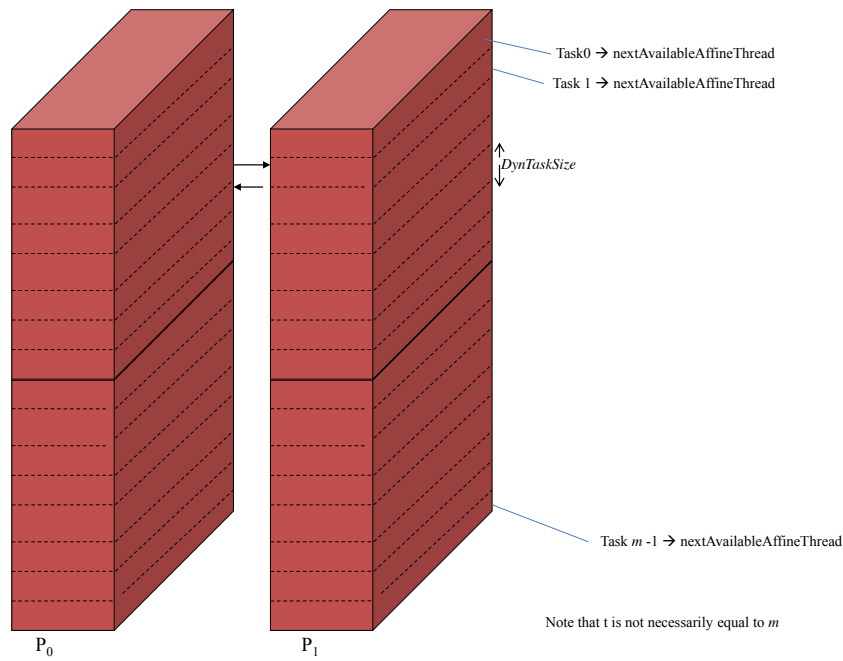 Task0 → nextAvailableAffineThread
Task 1 → nextAvailableAffineThread
DynTaskSize
Task m -1 → nextAvailableAffineThread
Note that t is not necessarily equal to m
P0
P1